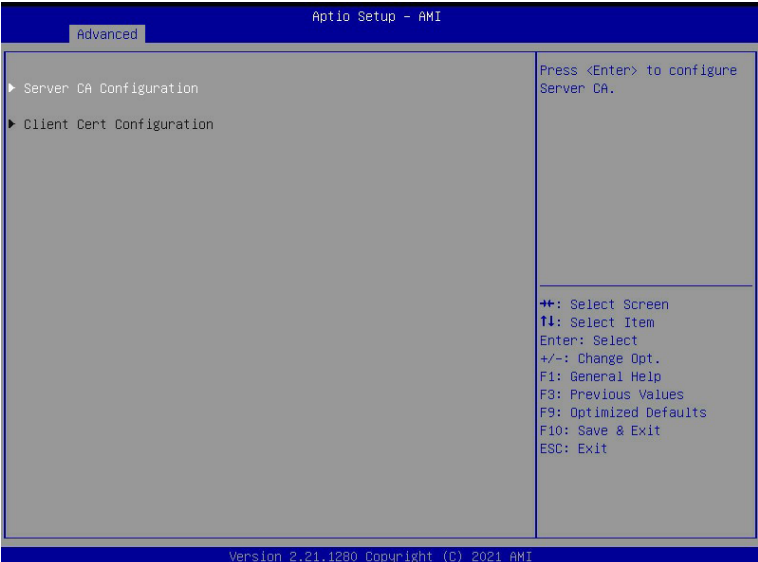 Aptio Setup – AMI
Advanced
▶ Server CA Configuration
▶ Client Cert Configuration
Press <Enter> to configure
Server CA.
→←: Select Screen
↑↓: Select Item
Enter: Select
+/-: Change Opt.
F1: General Help
F3: Previous Values
F9: Optimized Defaults
F10: Save & Exit
ESC: Exit
Version 2.21.1280 Copyright (C) 2021 AMI